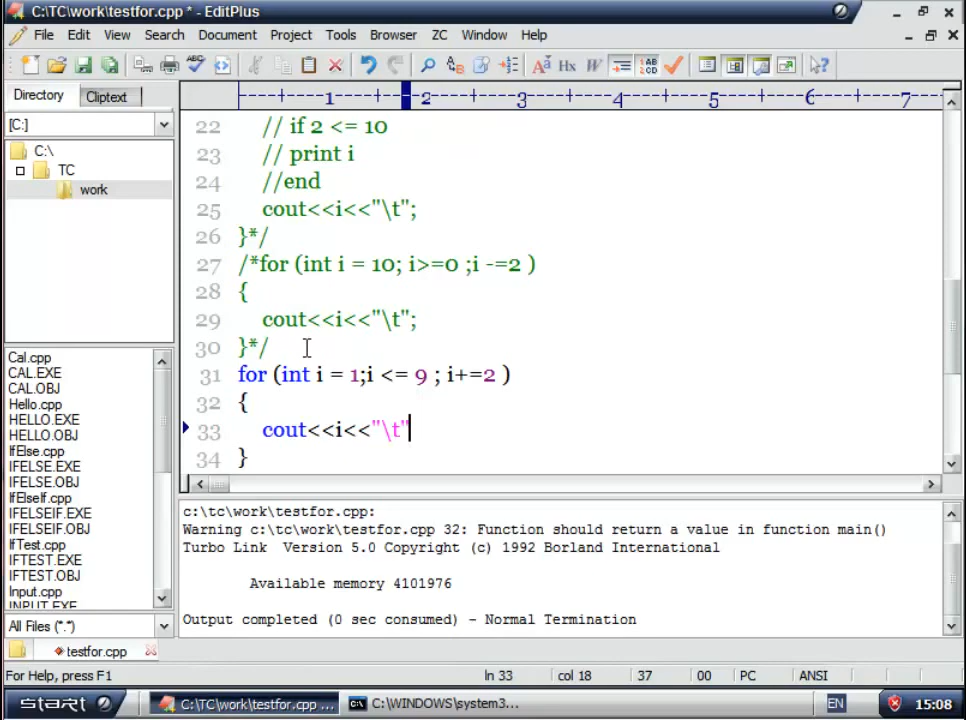 C:\TC\work\testfor.cpp * - EditPlus
File Edit View Search Document Project Tools Browser ZC Window Help
Directory Cliptext
----+----1----+----2----+----3----+----4----+----5----+----6----+----7--
[C:]
C:\
TC
work
22 // if 2 <= 10
23 // print i
24 //end
25 cout<<i<<"\t";
26 }*/
27 /*for (int i = 10; i>=0 ;i -=2 )
28 {
29 cout<<i<<"\t";
30 }*/
31 for (int i = 1;i <= 9 ; i+=2 )
32 {
33 cout<<i<<"\t"
34 }
Cal.cpp
CAL.EXE
CAL.OBJ
Hello.cpp
HELLO.EXE
HELLO.OBJ
IfElse.cpp
IFELSE.EXE
IFELSE.OBJ
IfElseIf.cpp
IFELSEIF.EXE
IFELSEIF.OBJ
IfTest.cpp
IFTEST.EXE
IFTEST.OBJ
Input.cpp
INPUT.EXE
All Files (*.*)
testfor.cpp
c:\tc\work\testfor.cpp:
Warning c:\tc\work\testfor.cpp 32: Function should return a value in function main()
Turbo Link Version 5.0 Copyright (c) 1992 Borland International
Available memory 4101976
Output completed (0 sec consumed) - Normal Termination
For Help, press F1 ln 33 col 18 37 00 PC ANSI
start C:\TC\work\testfor.cpp ... C:\WINDOWS\system3... EN 15:08